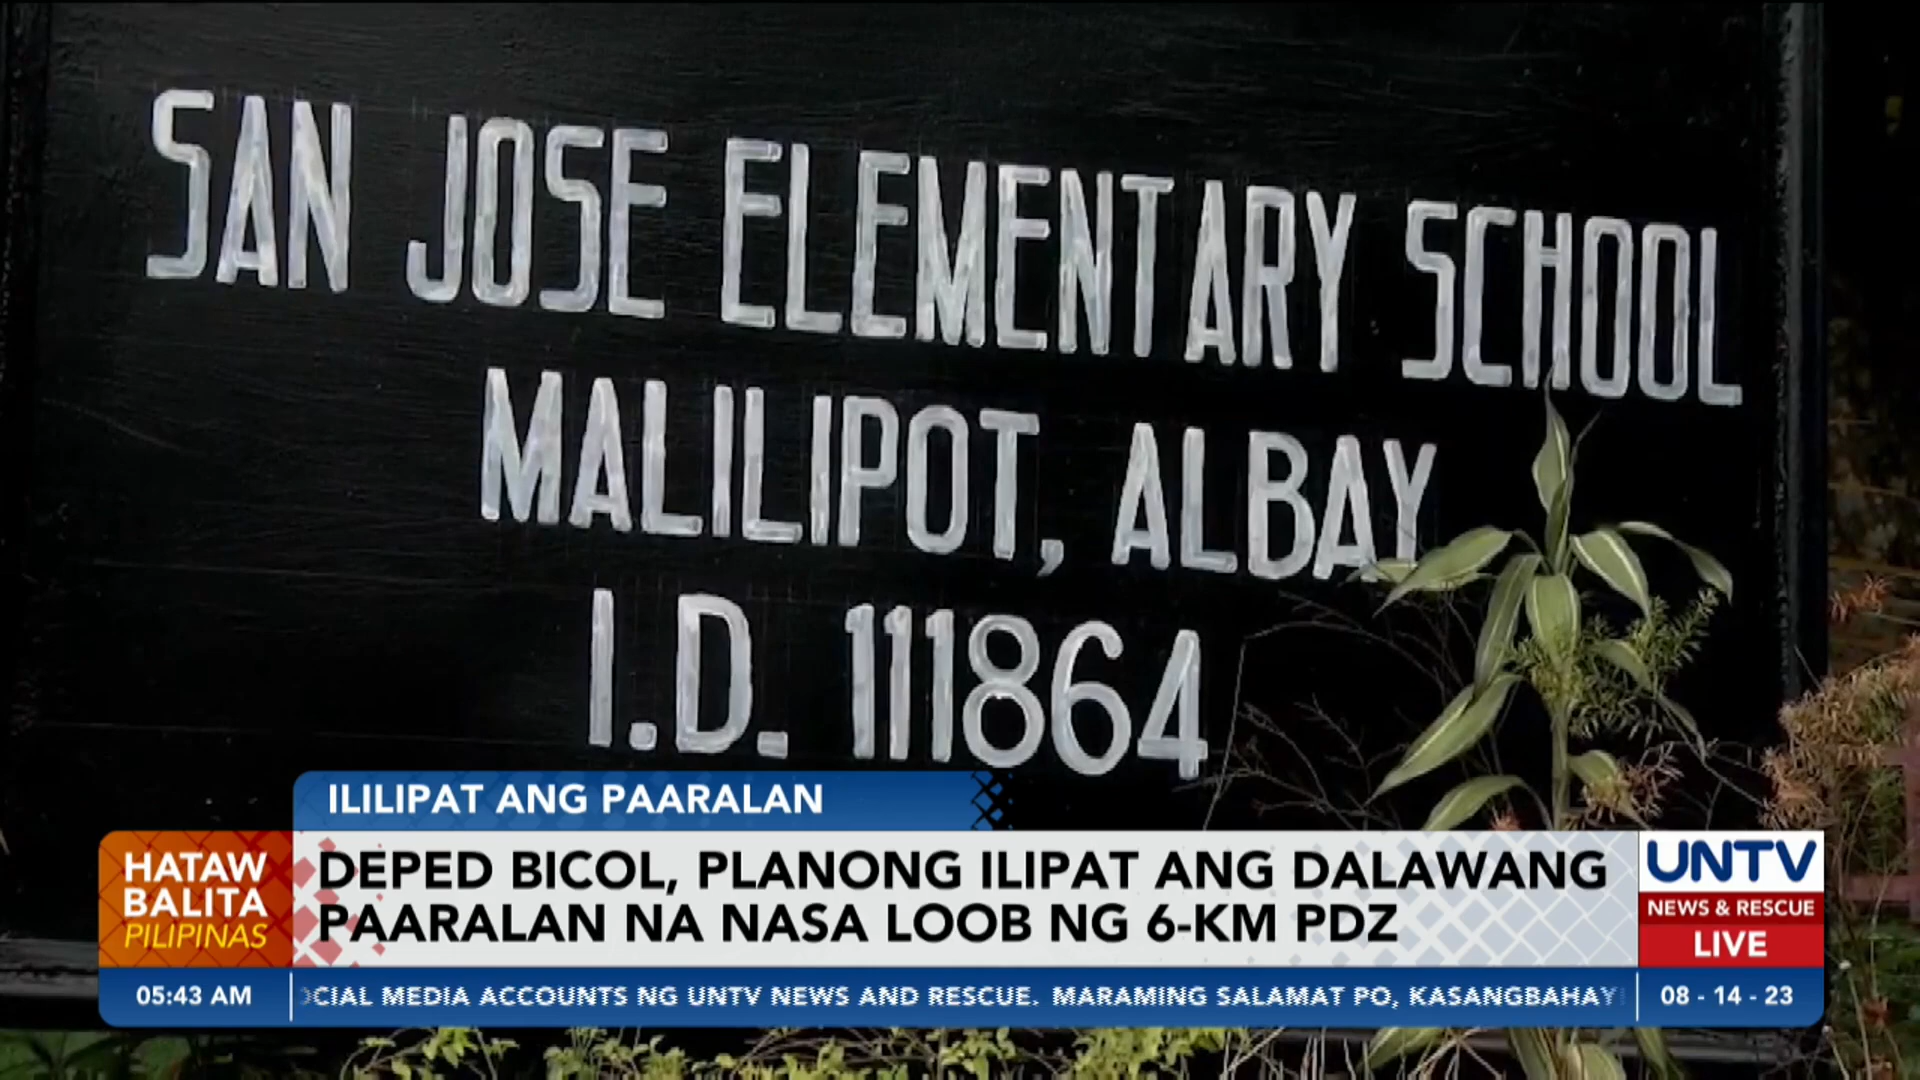 SAN JOSE ELEMENTARY SCHOOL
MALILIPOT, ALBAY
I.D. 111864
ILILIPAT ANG PAARALAN
HATAW
BALITA
PILIPINAS
DEPED BICOL, PLANONG ILIPAT ANG DALAWANG
PAARALAN NA NASA LOOB NG 6-KM PDZ
UNTV
NEWS & RESCUE
LIVE
05:43 AM
OCIAL MEDIA ACCOUNTS NG UNTV NEWS AND RESCUE. MARAMING SALAMAT PO, KASANGBAHAY
08 - 14 - 23